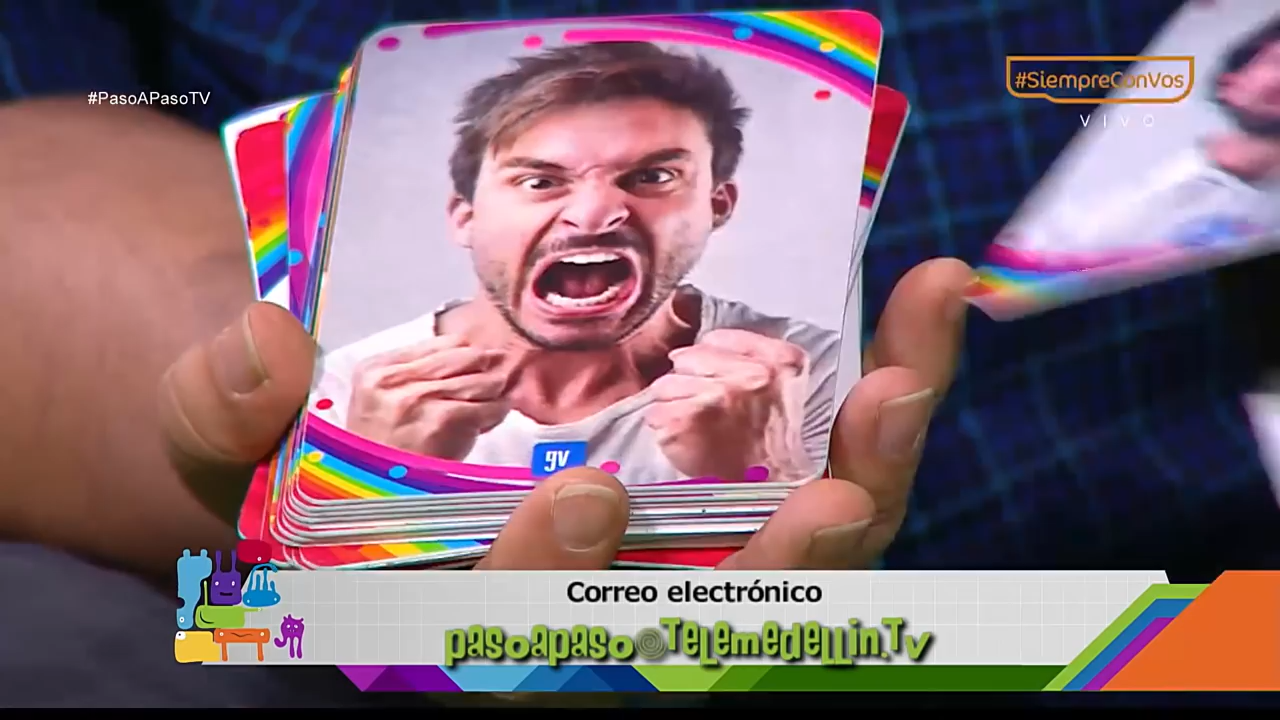 #PasoAPasoTV
#SiempreConVos
VIVO
gv
Correo electrónico
pasoapaso@Telemedellin.Tv